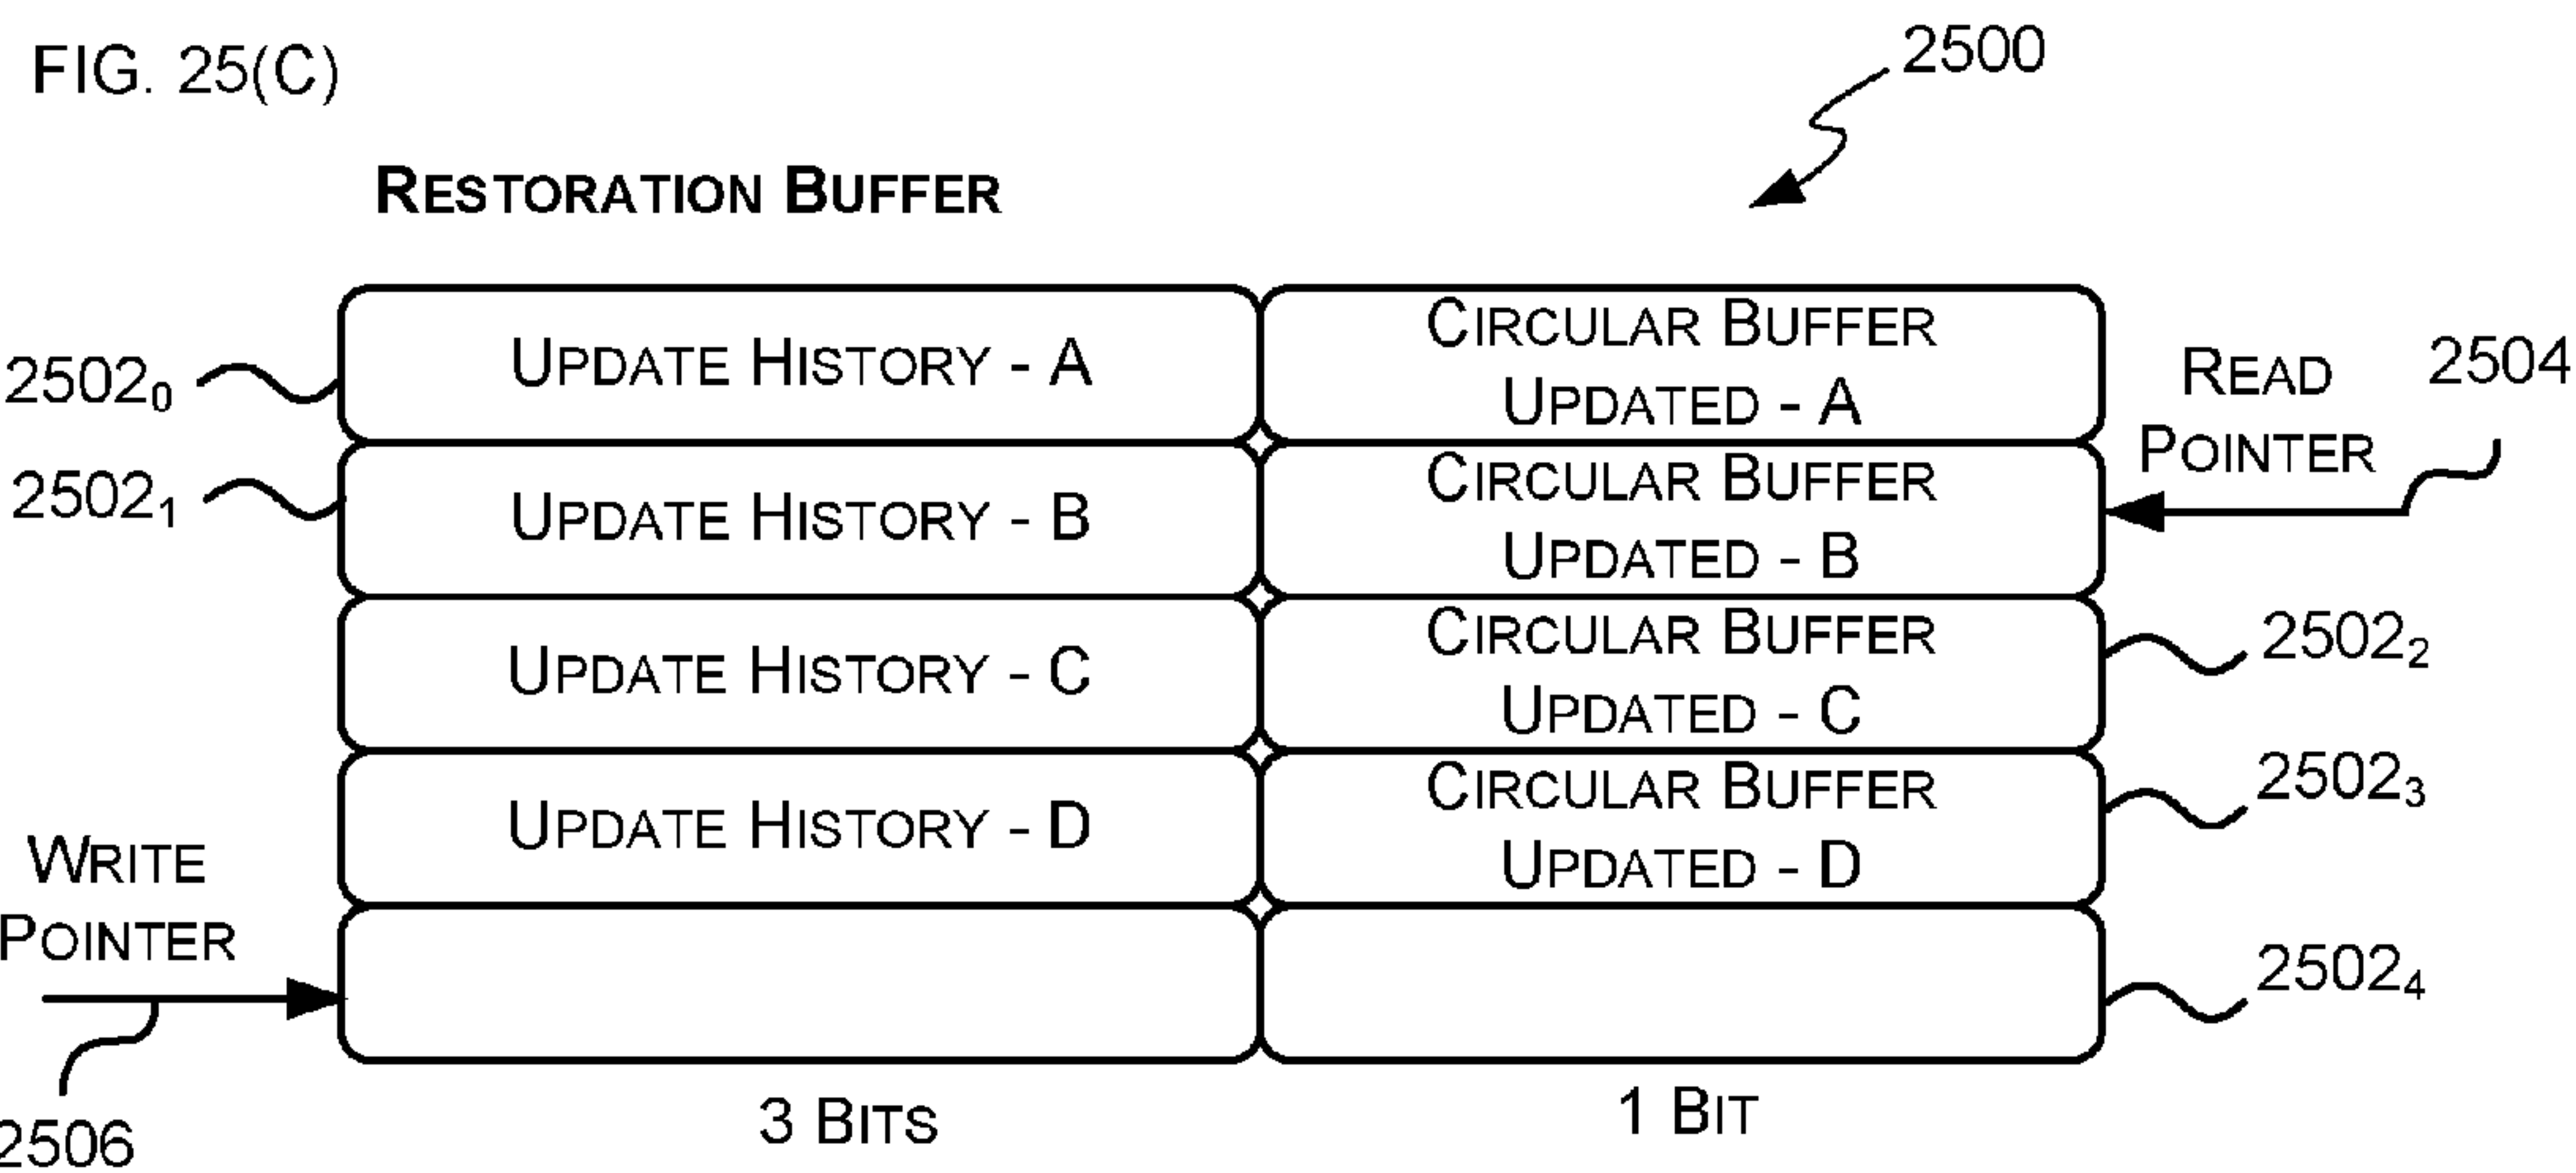 FIG. 25(C)
2500
RESTORATION BUFFER
2502₀
UPDATE HISTORY - A
CIRCULAR BUFFER
UPDATED - A
READ
POINTER
2504
2502₁
UPDATE HISTORY - B
CIRCULAR BUFFER
UPDATED - B
UPDATE HISTORY - C
CIRCULAR BUFFER
UPDATED - C
2502₂
UPDATE HISTORY - D
CIRCULAR BUFFER
UPDATED - D
2502₃
WRITE
POINTER
2502₄
2506
3 BITS
1 BIT